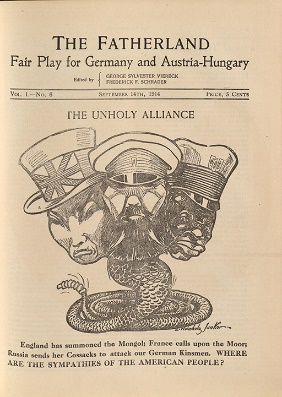 THE FATHERLAND
Fair Play for Germany and Austria-Hungary
Edited by { GEORGE SYLVESTER VIERECK
FREDERICK F. SCHRADER
VOL. I.—NO. 6 SEPTEMBER 14TH, 1914 PRICE, 5 CENTS
THE UNHOLY ALLIANCE
England has summoned the Mongol; France calls upon the Moor;
Russia sends her Cossacks to attack our German Kinsmen. WHERE
ARE THE SYMPATHIES OF THE AMERICAN PEOPLE?